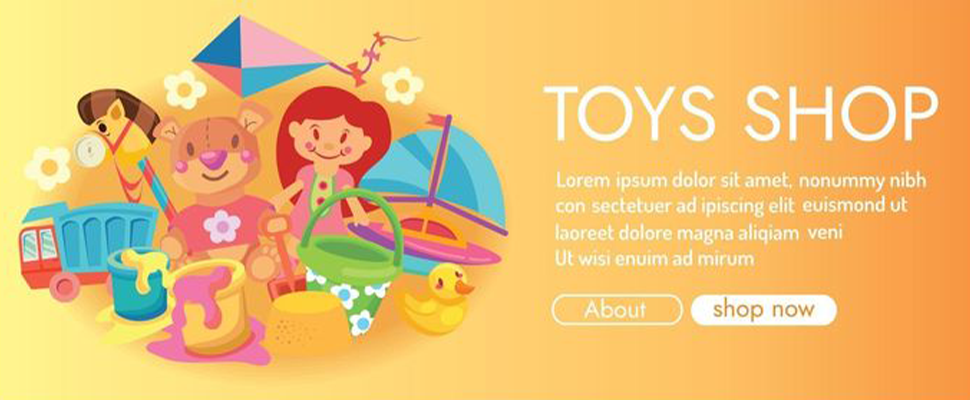 TOYS SHOP
Lorem ipsum dolor sit amet, nonummy nibh
con sectetuer ad ipiscing elit euismond ut
laoreet dolore magna aliqiam veni
Ut wisi enuim ad mirum
About
shop now